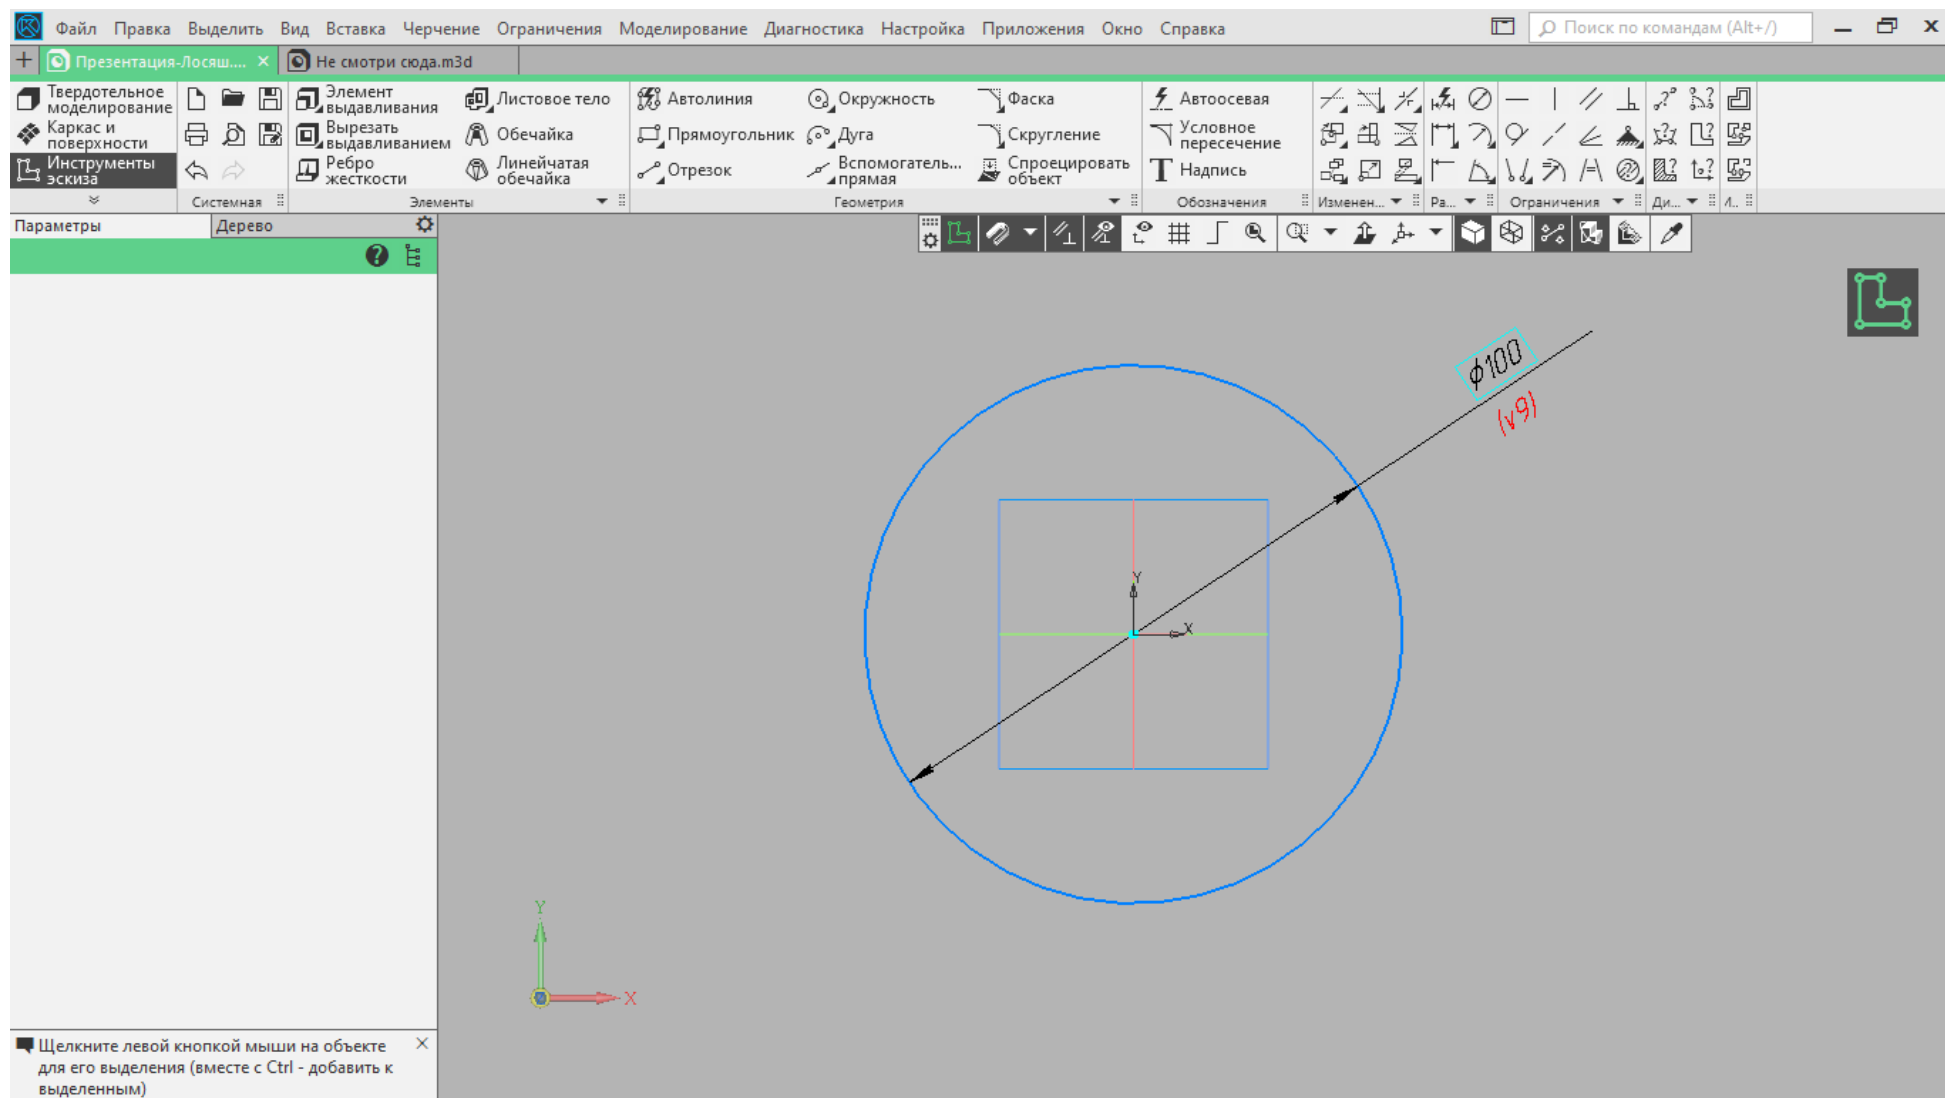 Файл Правка Выделить Вид Вставка Черчение Ограничения Моделирование Диагностика Настройка Приложения Окно Справка Поиск по командам (Alt+/)
Презентация-Лосяш.... Не смотри сюда.m3d
Твердотельное
моделирование
Каркас и
поверхности
Инструменты
эскиза
Системная
Элемент
выдавливания
Вырезать
выдавливанием
Ребро
жесткости
Листовое тело
Обечайка
Линейчатая
обечайка
Элементы
Автолиния
Прямоугольник
Отрезок
Окружность
Дуга
Вспомогатель...
прямая
Фаска
Скругление
Спроецировать
объект
Геометрия
Автоосевая
Условное
пересечение
Надпись
Обозначения
Изменен...
Ра...
Ограничения
Ди...
И..
Параметры
Дерево
ϕ100
(v9)
Y
X
Y
X
Щелкните левой кнопкой мыши на объекте
для его выделения (вместе с Ctrl - добавить к
выделенным)